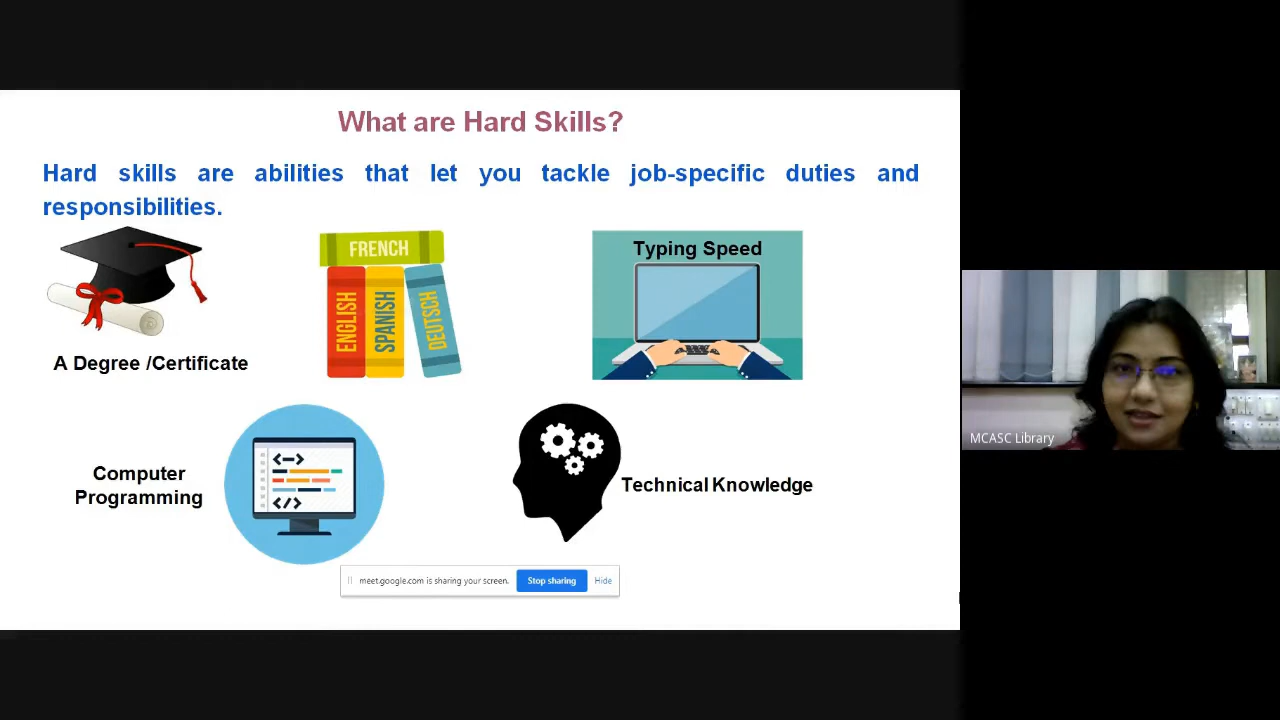 What are Hard Skills?
Hard skills are abilities that let you tackle job-specific duties and
responsibilities.
FRENCH
ENGLISH
SPANISH
DEUTSCH
Typing Speed
A Degree /Certificate
Computer
Programming
<-->
</>
Technical Knowledge
meet.google.com is sharing your screen.
Stop sharing
Hide
MCASC Library